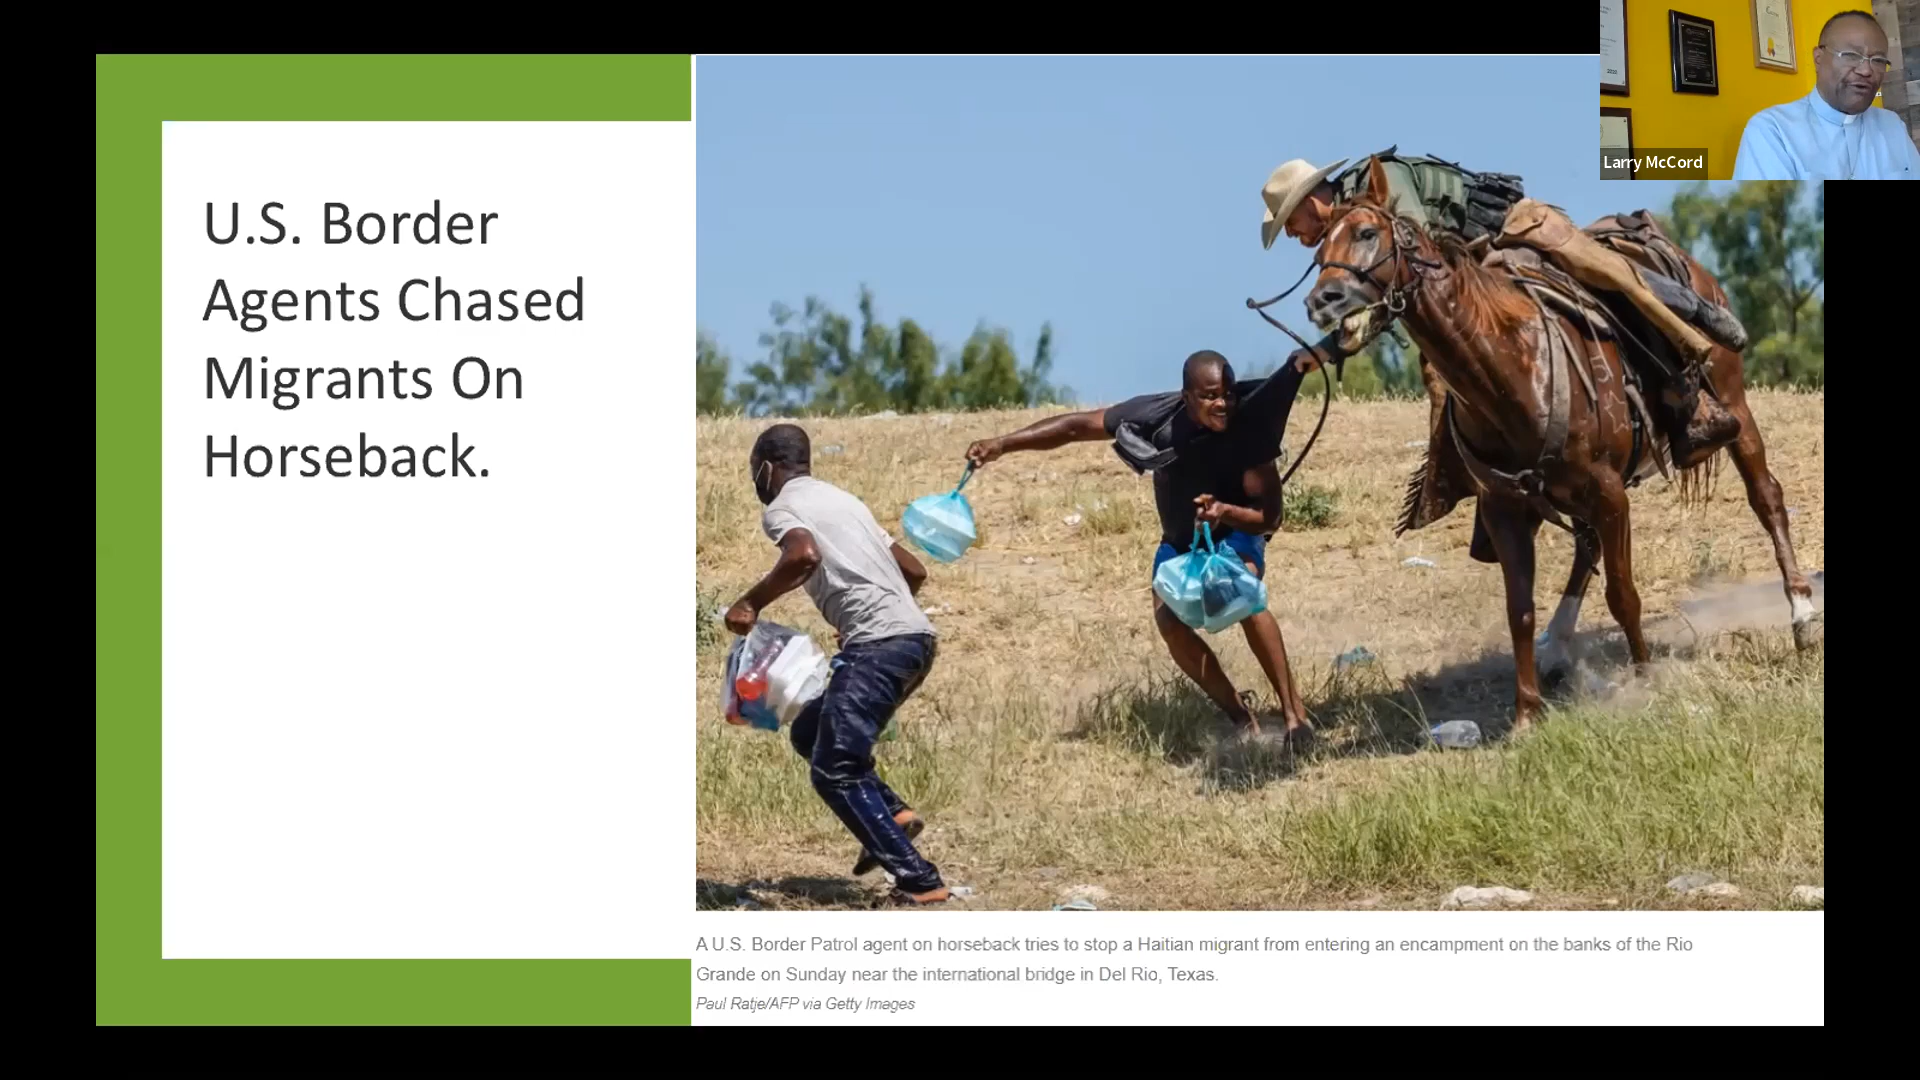 U.S. Border
Agents Chased
Migrants On
Horseback.
Larry McCord
A U.S. Border Patrol agent on horseback tries to stop a Haitian migrant from entering an encampment on the banks of the Rio
Grande on Sunday near the international bridge in Del Rio, Texas.
Paul Ratje/AFP via Getty Images